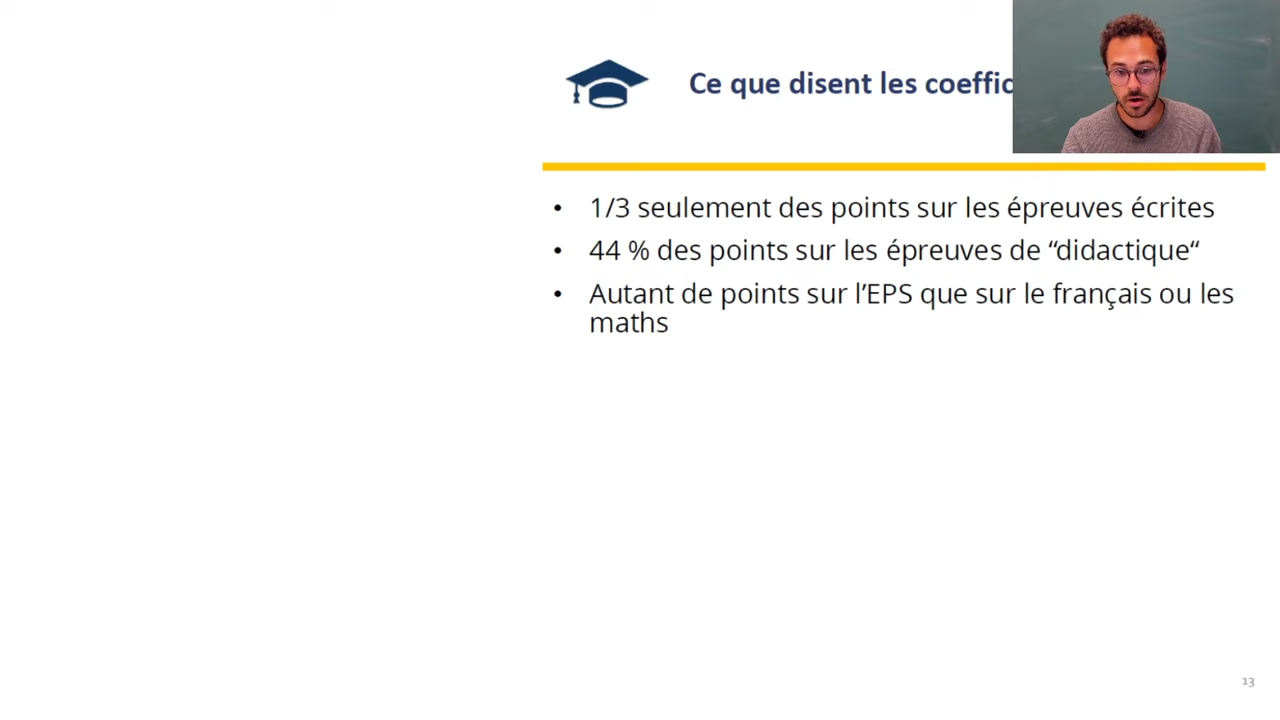 Ce que disent les
• 1/3 seulement des points sur les épreuves écrites
• 44 % des points sur les épreuves de “didactique“
• Autant de points sur l’EPS que sur le français ou les
maths
13